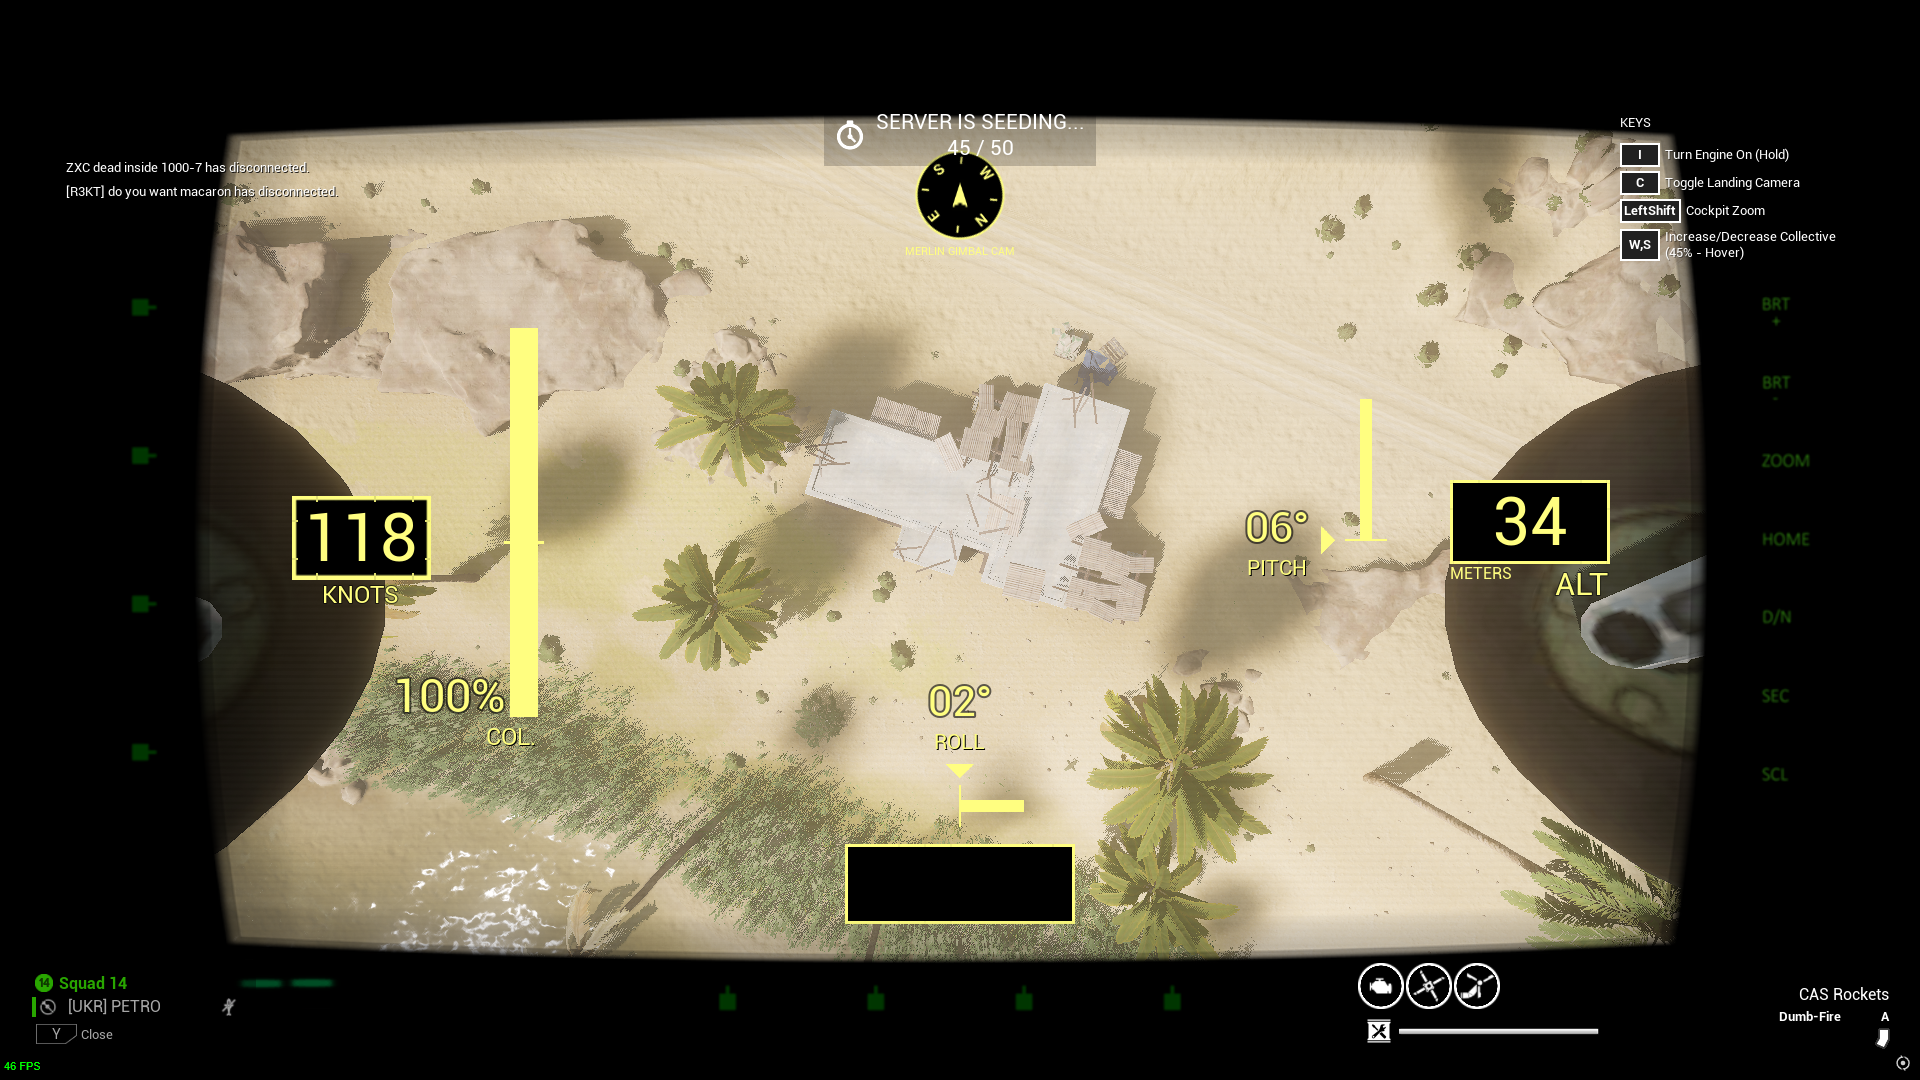 SERVER IS SEEDING...
45 / 50
S W
E N
MERLIN GIMBAL CAM
ZXC dead inside 1000-7 has disconnected.
[R3KT] do you want macaron has disconnected.
KEYS
I Turn Engine On (Hold)
C Toggle Landing Camera
LeftShift Cockpit Zoom
W,S Increase/Decrease Collective
(45% - Hover)
BRT
+
BRT
-
ZOOM
HOME
D/N
SEC
SCL
118
KNOTS
100%
COL.
06°
PITCH
34
METERS
ALT
02°
ROLL
14 Squad 14
[UKR] PETRO
Y Close
46 FPS
CAS Rockets
Dumb-Fire A